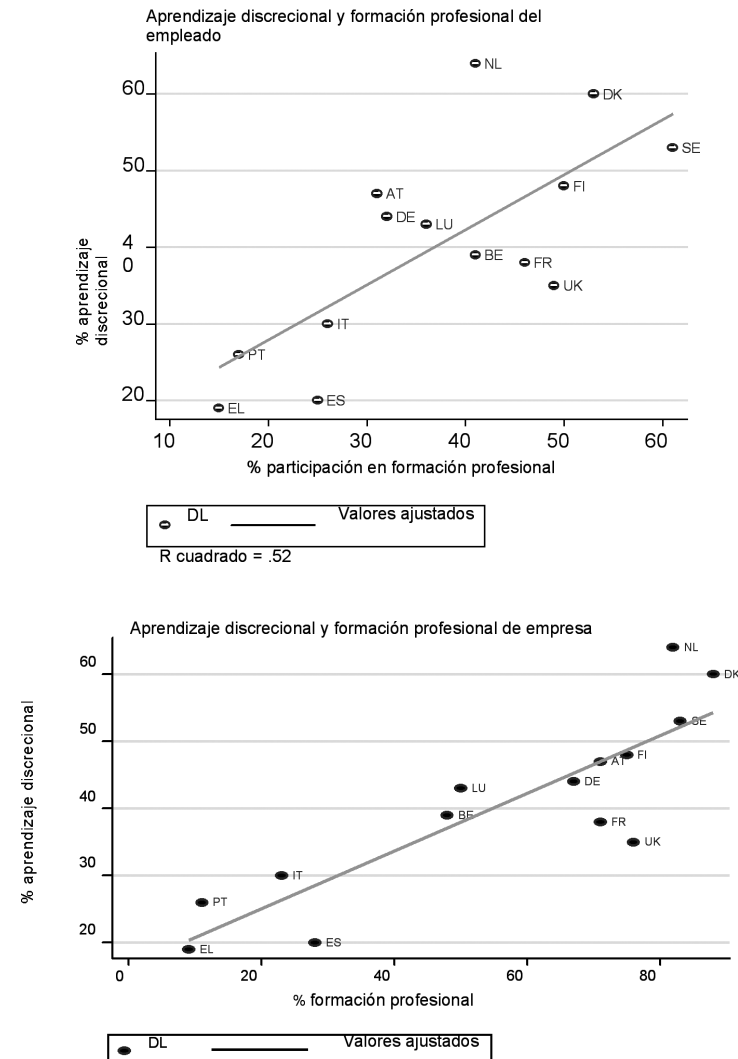 Aprendizaje discrecional y formación profesional del
empleado
% aprendizaje
discrecional
60
50
4
0
30
20
NL
DK
SE
AT
FI
DE
LU
BE
FR
UK
IT
PT
ES
EL
10 20 30 40 50 60
% participación en formación profesional
DL Valores ajustados
R cuadrado = .52
Aprendizaje discrecional y formación profesional de empresa
% aprendizaje discrecional
60
50
40
30
20
NL
DK
SE
FI
AT
DE
LU
BE
FR
UK
IT
PT
ES
EL
0 20 40 60 80
% formación profesional
DL Valores ajustados